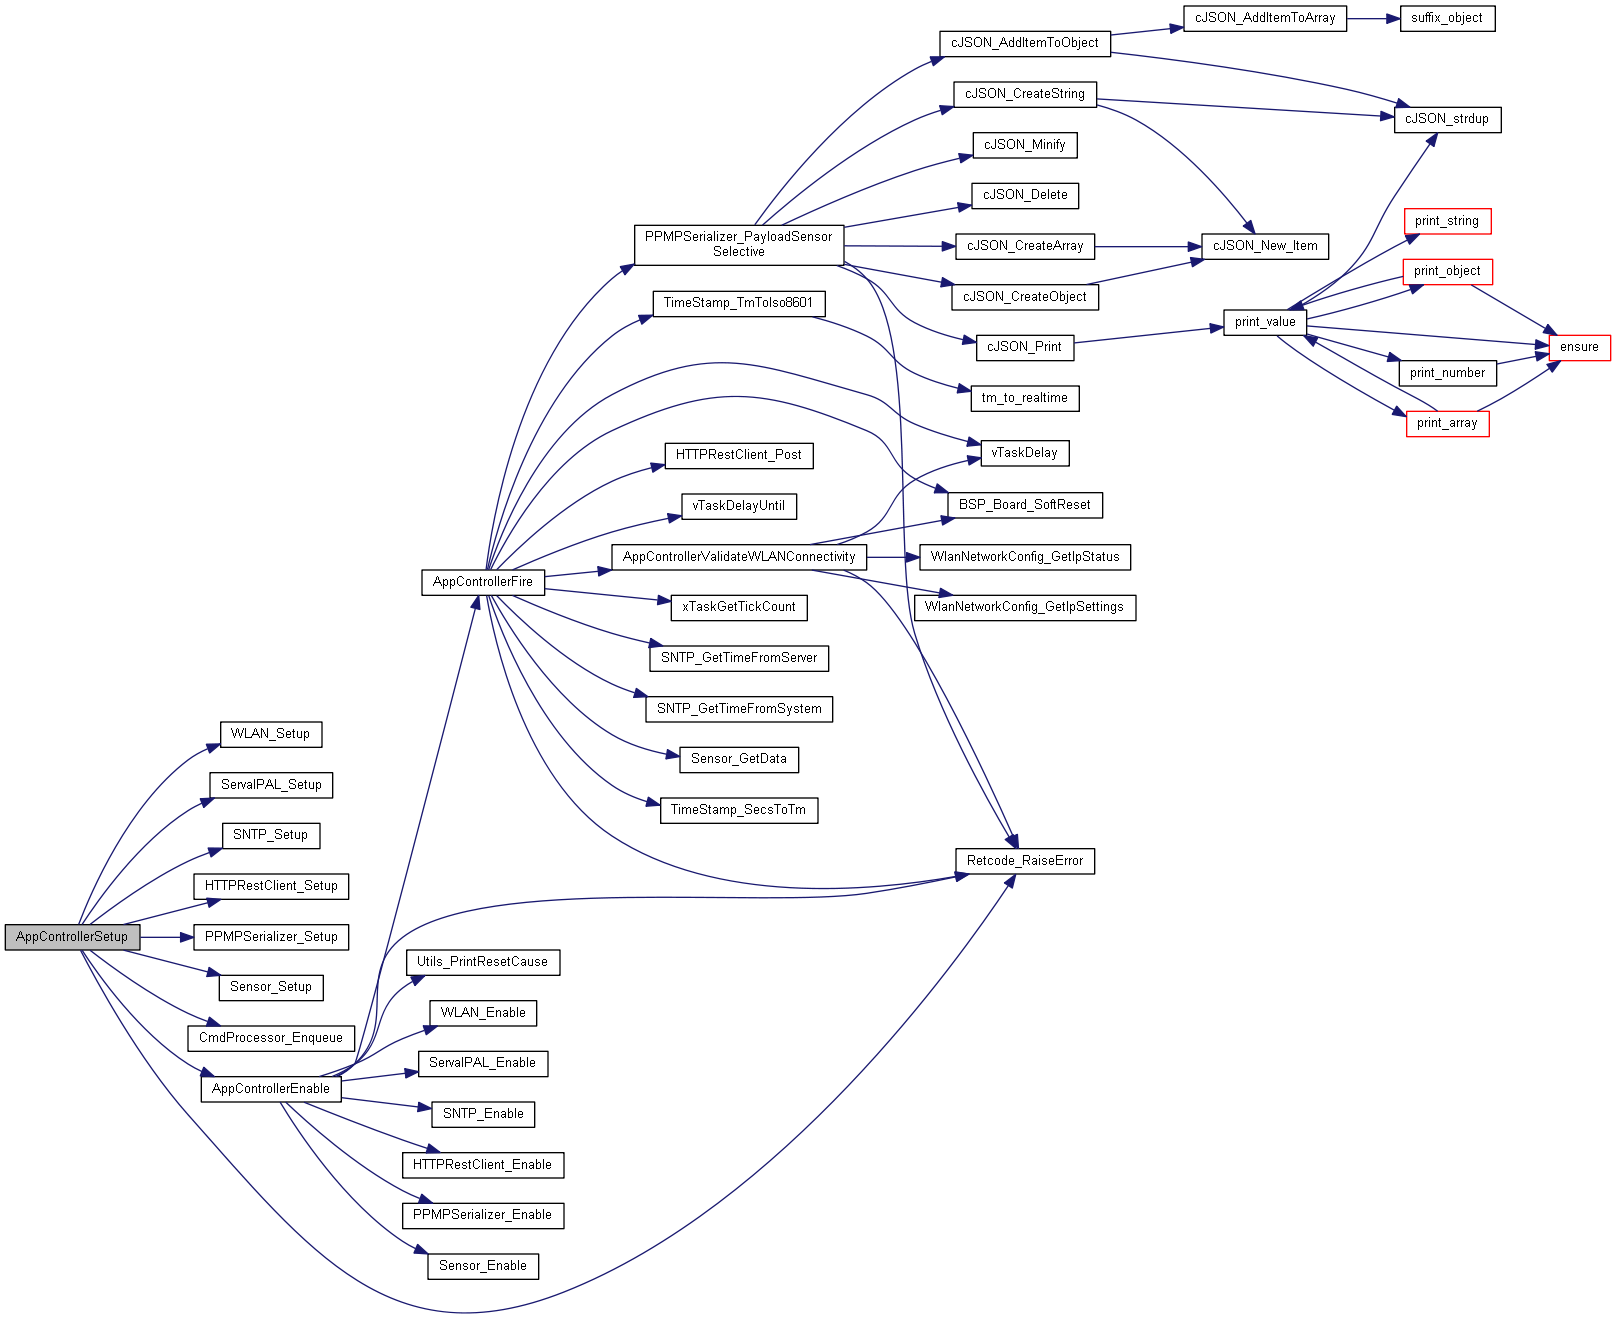 cJSON_AddItemToArray
suffix_object
cJSON_AddItemToObject
cJSON_CreateString
cJSON_strdup
cJSON_Minify
cJSON_Delete
print_string
PPMPSerializer_PayloadSensor
Selective
cJSON_CreateArray
cJSON_New_Item
print_object
cJSON_CreateObject
TimeStamp_TmToIso8601
print_value
cJSON_Print
ensure
print_number
tm_to_realtime
print_array
HTTPRestClient_Post
vTaskDelay
vTaskDelayUntil
BSP_Board_SoftReset
AppControllerValidateWLANConnectivity
WlanNetworkConfig_GetIpStatus
AppControllerFire
xTaskGetTickCount
WlanNetworkConfig_GetIpSettings
SNTP_GetTimeFromServer
SNTP_GetTimeFromSystem
WLAN_Setup
Sensor_GetData
ServalPAL_Setup
TimeStamp_SecsToTm
SNTP_Setup
Retcode_RaiseError
HTTPRestClient_Setup
AppControllerSetup
PPMPSerializer_Setup
Utils_PrintResetCause
Sensor_Setup
WLAN_Enable
CmdProcessor_Enqueue
ServalPAL_Enable
AppControllerEnable
SNTP_Enable
HTTPRestClient_Enable
PPMPSerializer_Enable
Sensor_Enable